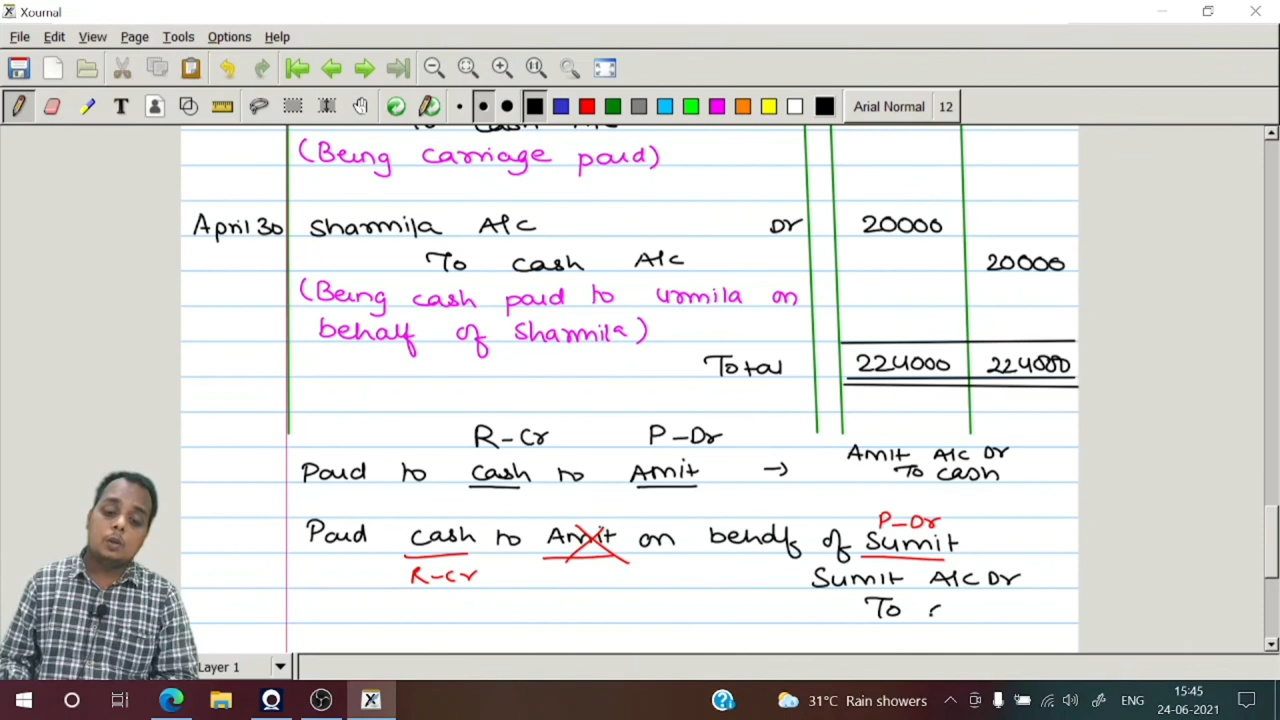 Xournal
File Edit View Page Tools Options Help
Arial Normal 12
To cash A/c
(Being carriage paid)
April 30 Sharmila A/c Dr 20000
To cash A/c 20000
(Being cash paid to urmila on
behalf of Sharmila)
Total 224000 224000
R-Cr P-Dr
Paid to cash to Amit → Amit A/c Dr
To cash
P-Dr
Paid cash to Amit on behalf of Sumit
R-Cr
Sumit A/c Dr
To c
Layer 1
31°C Rain showers ENG 15:45
24-06-2021